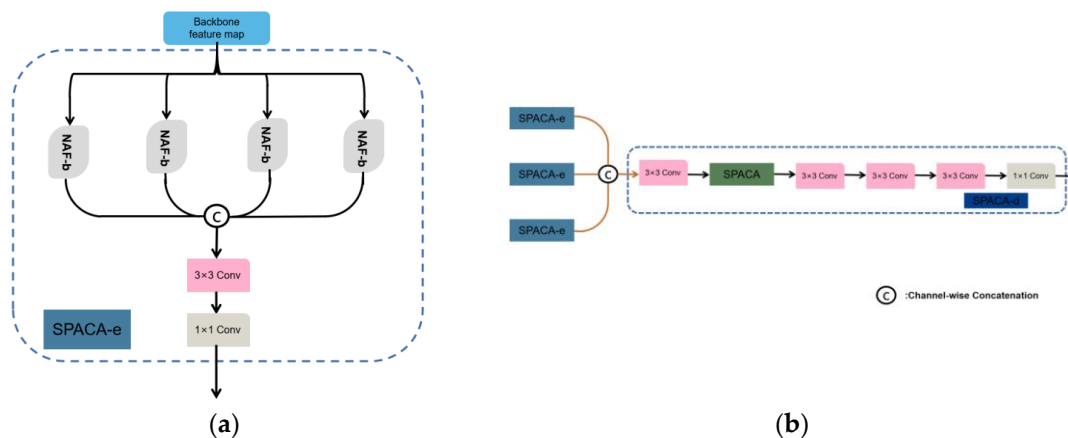 Backbone
feature map
NAF-b
NAF-b
NAF-b
NAF-b
C
3×3 Conv
SPACA-e
1×1 Conv
(a)
SPACA-e
SPACA-e
SPACA-e
C
3×3 Conv
SPACA
3×3 Conv
3×3 Conv
3×3 Conv
1×1 Conv
SPACA-d
C :Channel-wise Concatenation
(b)